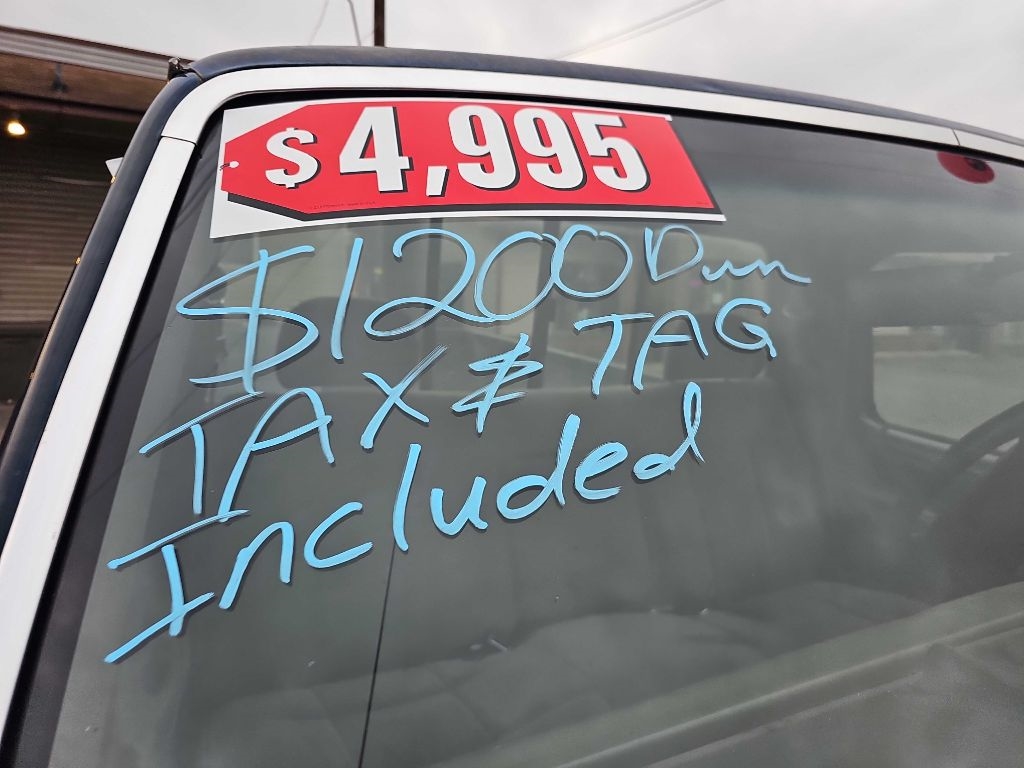 $4,995
$1200 Dwn
TAX & TAG
Included